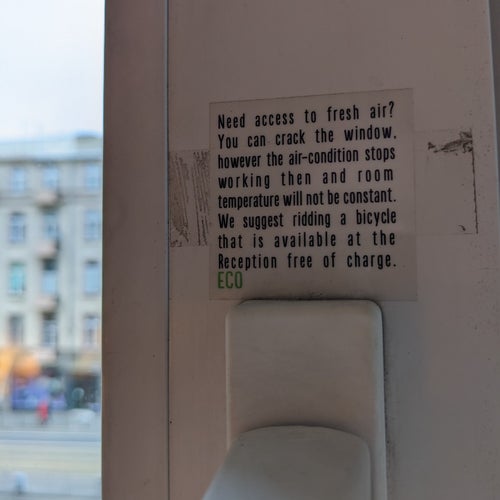 Need access to fresh air?
You can crack the window,
however the air-condition stops
working then and room
temperature will not be constant.
We suggest ridding a bicycle
that is available at the
Reception free of charge.
ECO